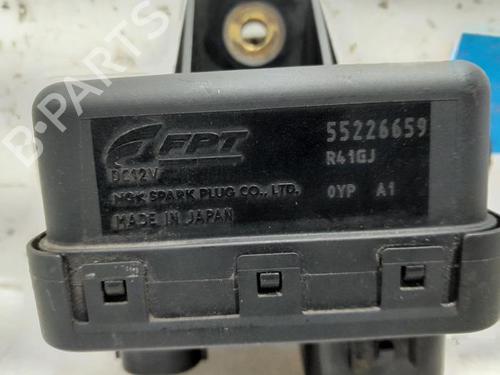 FPT
55226659
DC12V
R41GJ
NGK SPARK PLUG CO., LTD.
0YP A1
MADE IN JAPAN
B-PARTS